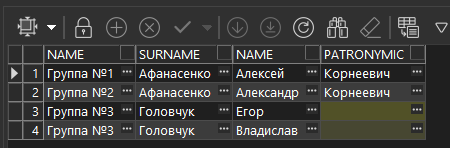 NAME SURNAME NAME PATRONYMIC
1 Группа №1 ··· Афанасенко ··· Алексей ··· Корнеевич ···
2 Группа №2 ··· Афанасенко ··· Александр ··· Корнеевич ···
3 Группа №3 ··· Головчук ··· Егор ··· ···
4 Группа №3 ··· Головчук ··· Владислав ··· ···